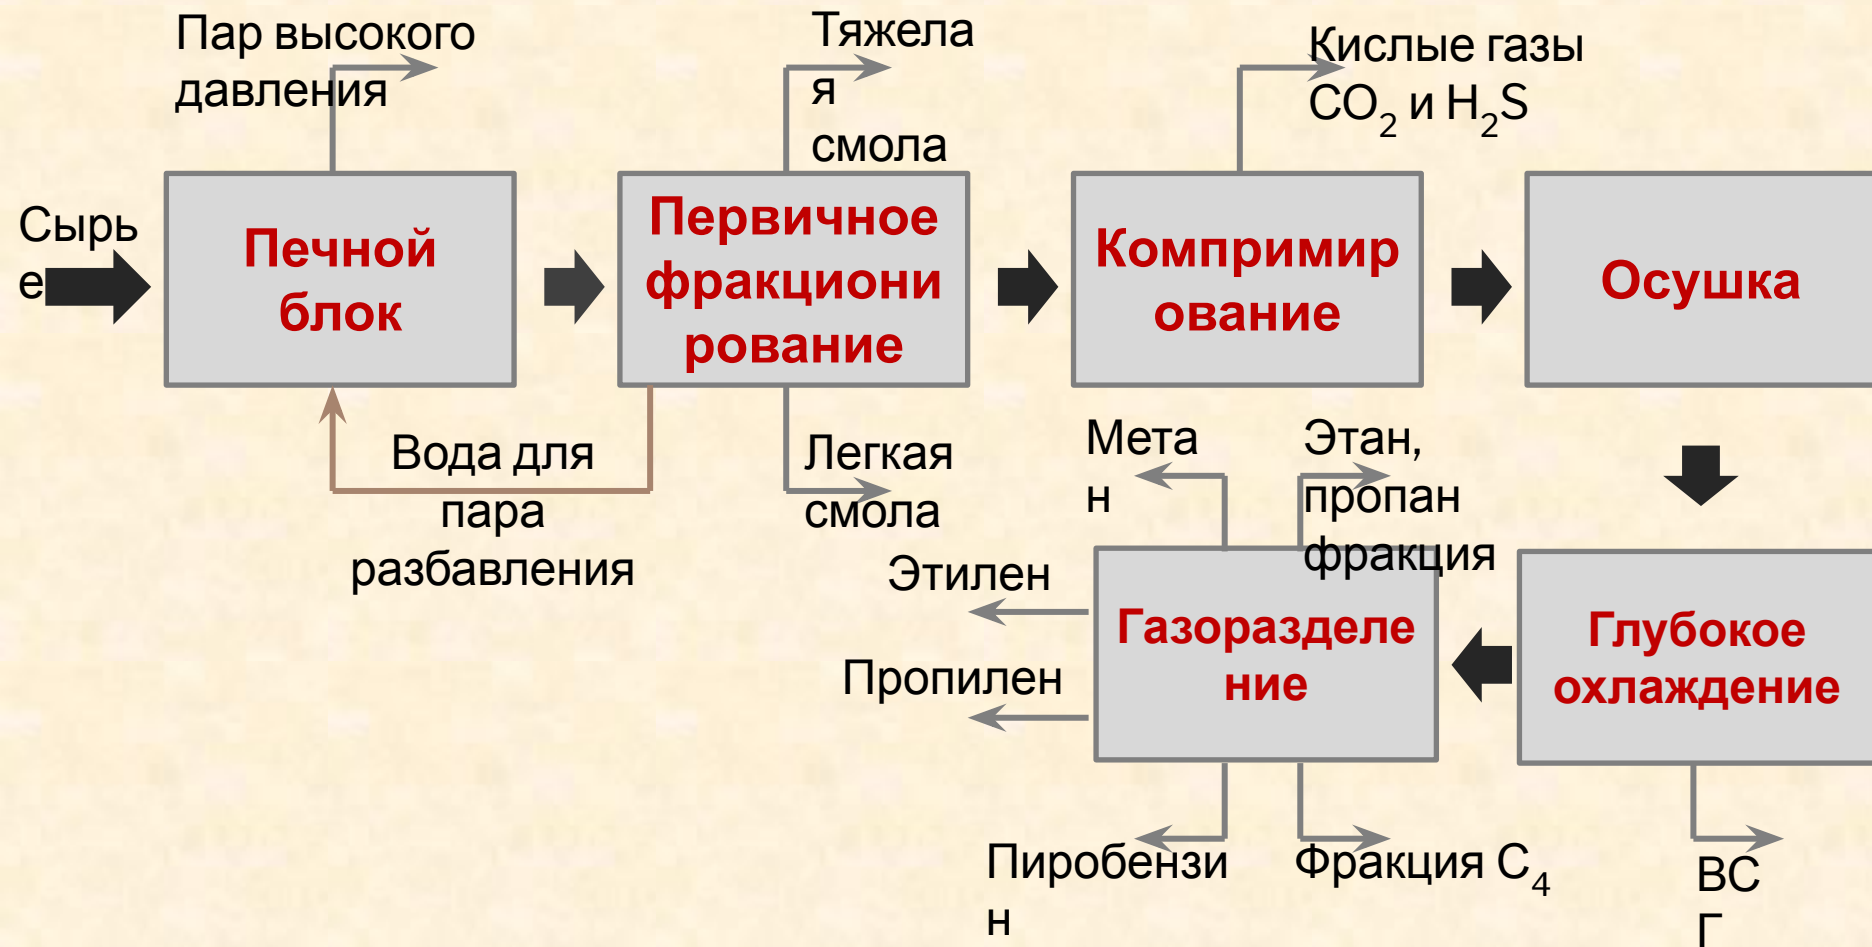 Пар высокого
давления
Тяжела
я
смола
Кислые газы
CO2 и H2S
Сырь
е
Печной
блок
Первичное
фракциони
рование
Компримир
ование
Осушка
Вода для
пара
разбавления
Легкая
смола
Мета
н
Этан,
пропан
фракция
Этилен
Пропилен
Газоразделе
ние
Глубокое
охлаждение
Пиробензи
н
Фракция С4
ВС
Г